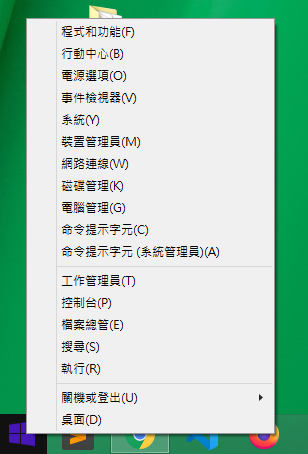 程式和功能(F)
行動中心(B)
電源選項(O)
事件檢視器(V)
系統(Y)
裝置管理員(M)
網路連線(W)
磁碟管理(K)
電腦管理(G)
命令提示字元(C)
命令提示字元 (系統管理員)(A)
工作管理員(T)
控制台(P)
檔案總管(E)
搜尋(S)
執行(R)
關機或登出(U)
桌面(D)